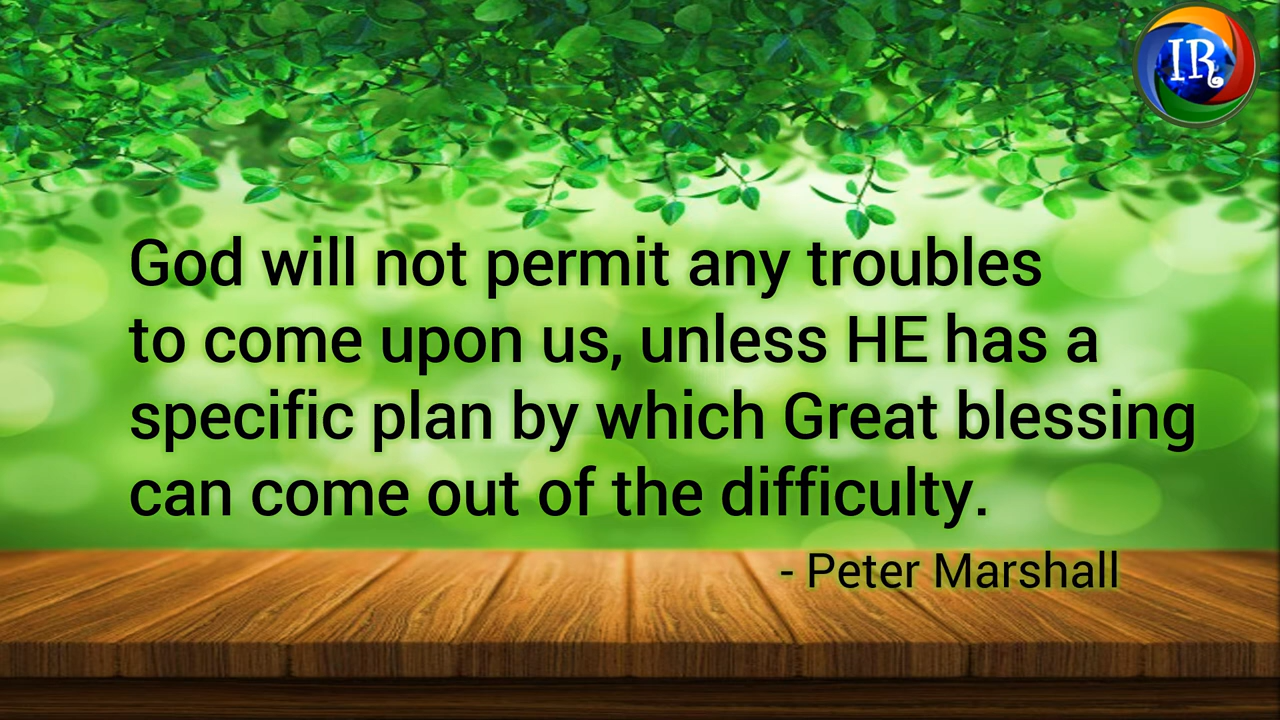 IR
God will not permit any troubles
to come upon us, unless HE has a
specific plan by which Great blessing
can come out of the difficulty.
- Peter Marshall